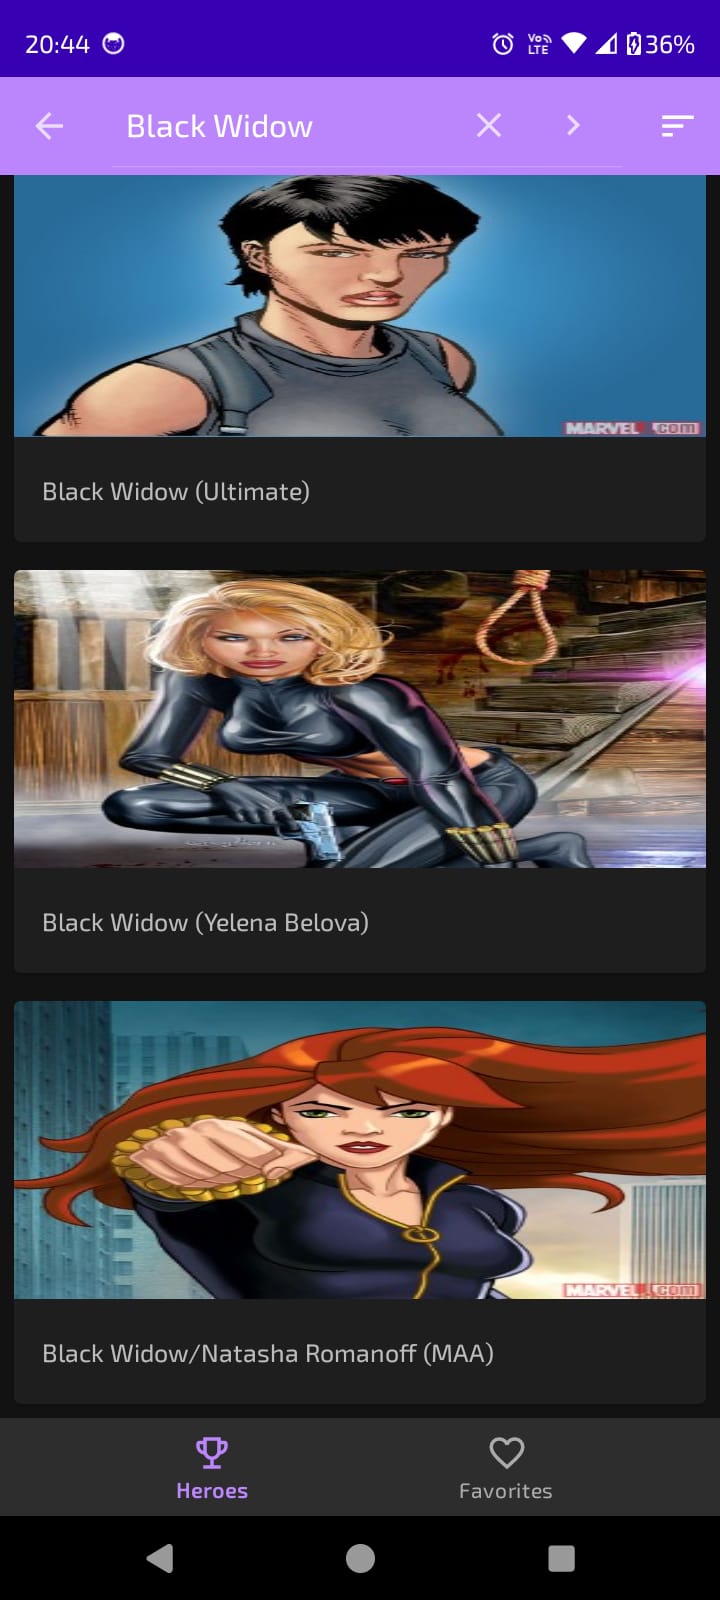 20:44 Vo LTE 36%
Black Widow
MARVEL.com
Black Widow (Ultimate)
Black Widow (Yelena Belova)
MARVEL.com
Black Widow/Natasha Romanoff (MAA)
Heroes Favorites